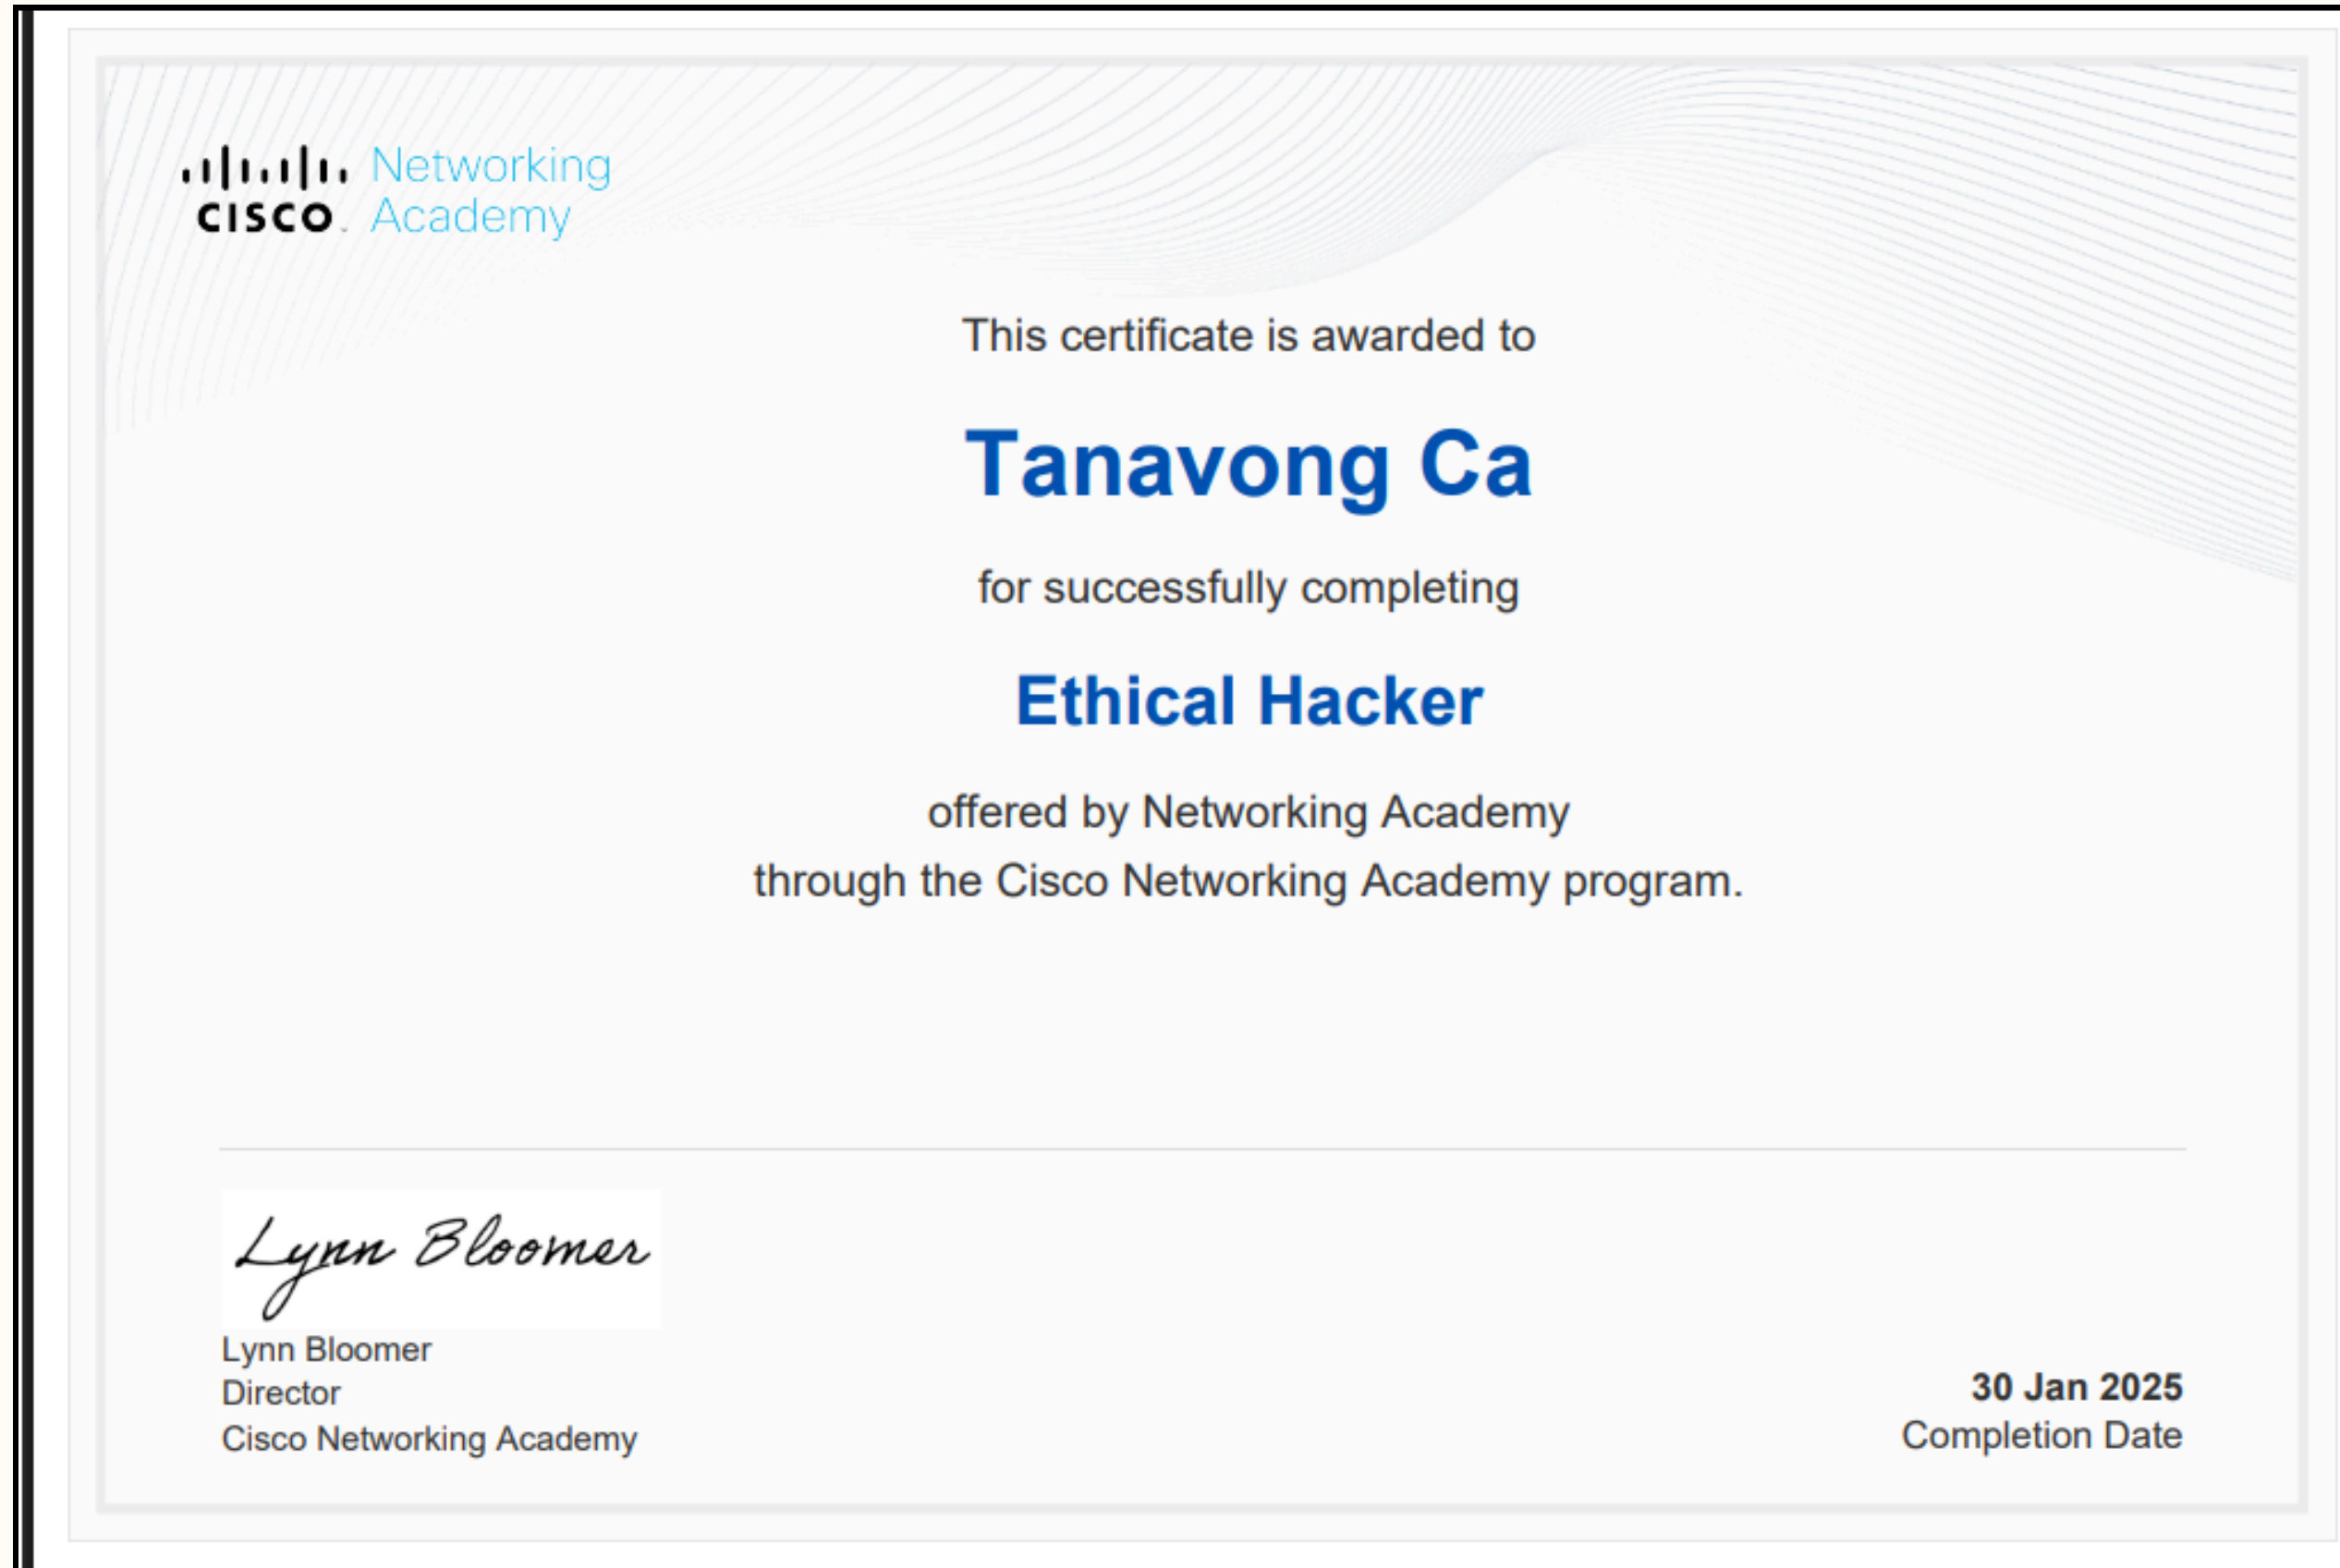 Networking
CISCO Academy
This certificate is awarded to
Tanavong Ca
for successfully completing
Ethical Hacker
offered by Networking Academy
through the Cisco Networking Academy program.
Lynn Bloomer
Lynn Bloomer
Director
Cisco Networking Academy
30 Jan 2025
Completion Date